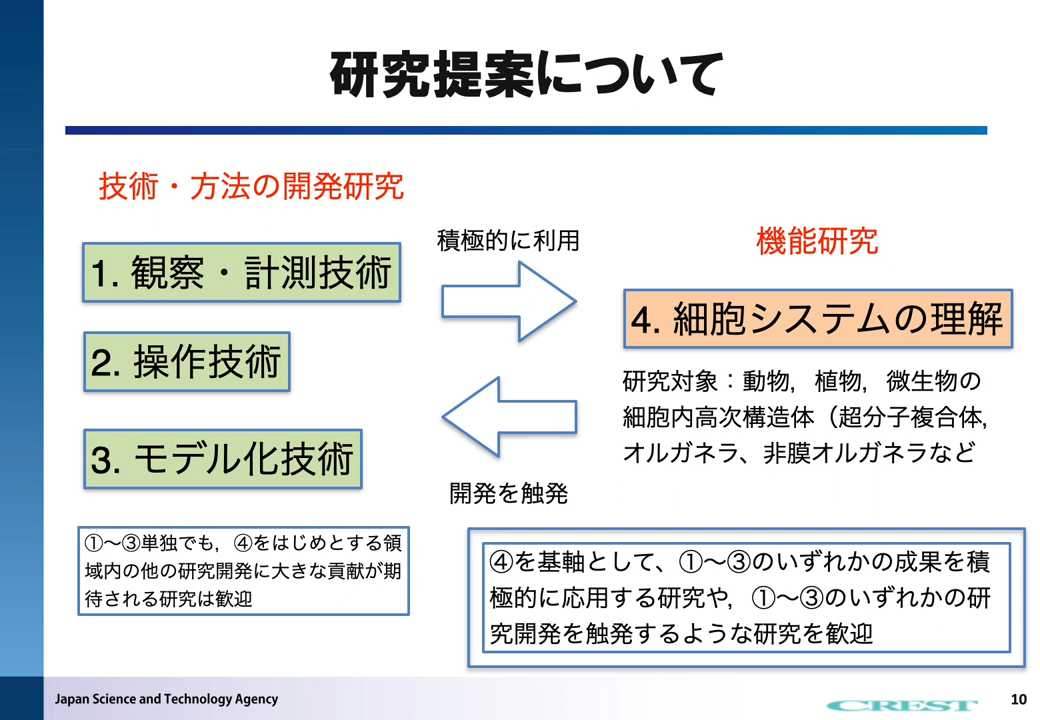 研究提案について
技術・方法の開発研究
1. 観察・計測技術
2. 操作技術
3. モデル化技術
積極的に利用
開発を触発
機能研究
4. 細胞システムの理解
研究対象：動物，植物，微生物の
細胞内高次構造体（超分子複合体，
オルガネラ、非膜オルガネラなど
①〜③単独でも，④をはじめとする領
域内の他の研究開発に大きな貢献が期
待される研究は歓迎
④を基軸として、①〜③のいずれかの成果を積
極的に応用する研究や，①〜③のいずれかの研
究開発を触発するような研究を歓迎
Japan Science and Technology Agency
CREST
10